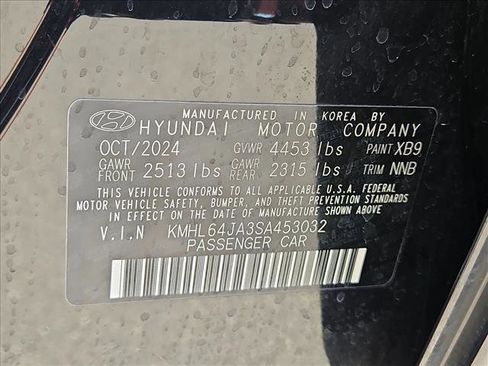 MANUFACTURED IN KOREA BY
HYUNDAI MOTOR COMPANY
OCT/2024 GVWR 4453 lbs PAINT XB9
GAWR FRONT 2513 lbs GAWR REAR 2315 lbs TRIM NNB
THIS VEHICLE CONFORMS TO ALL APPLICABLE U.S.A. FEDERAL
MOTOR VEHICLE SAFETY, BUMPER, AND THEFT PREVENTION STANDARDS
IN EFFECT ON THE DATE OF MANUFACTURE SHOWN ABOVE
V.I.N KMHL64JA3SA453032
PASSENGER CAR